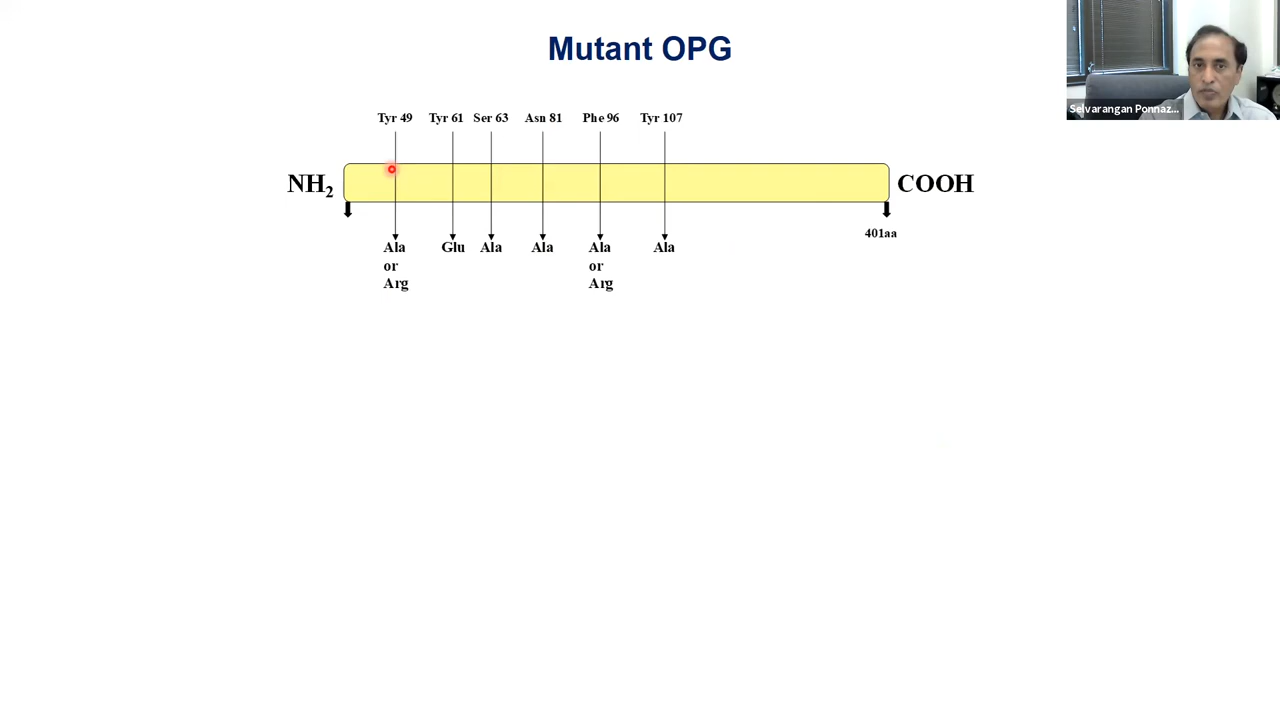 Mutant OPG
Selvarangan Ponnaz...
Tyr 49 Tyr 61 Ser 63 Asn 81 Phe 96 Tyr 107
NH2 COOH
401aa
Ala Glu Ala Ala Ala Ala
or or
Arg Arg